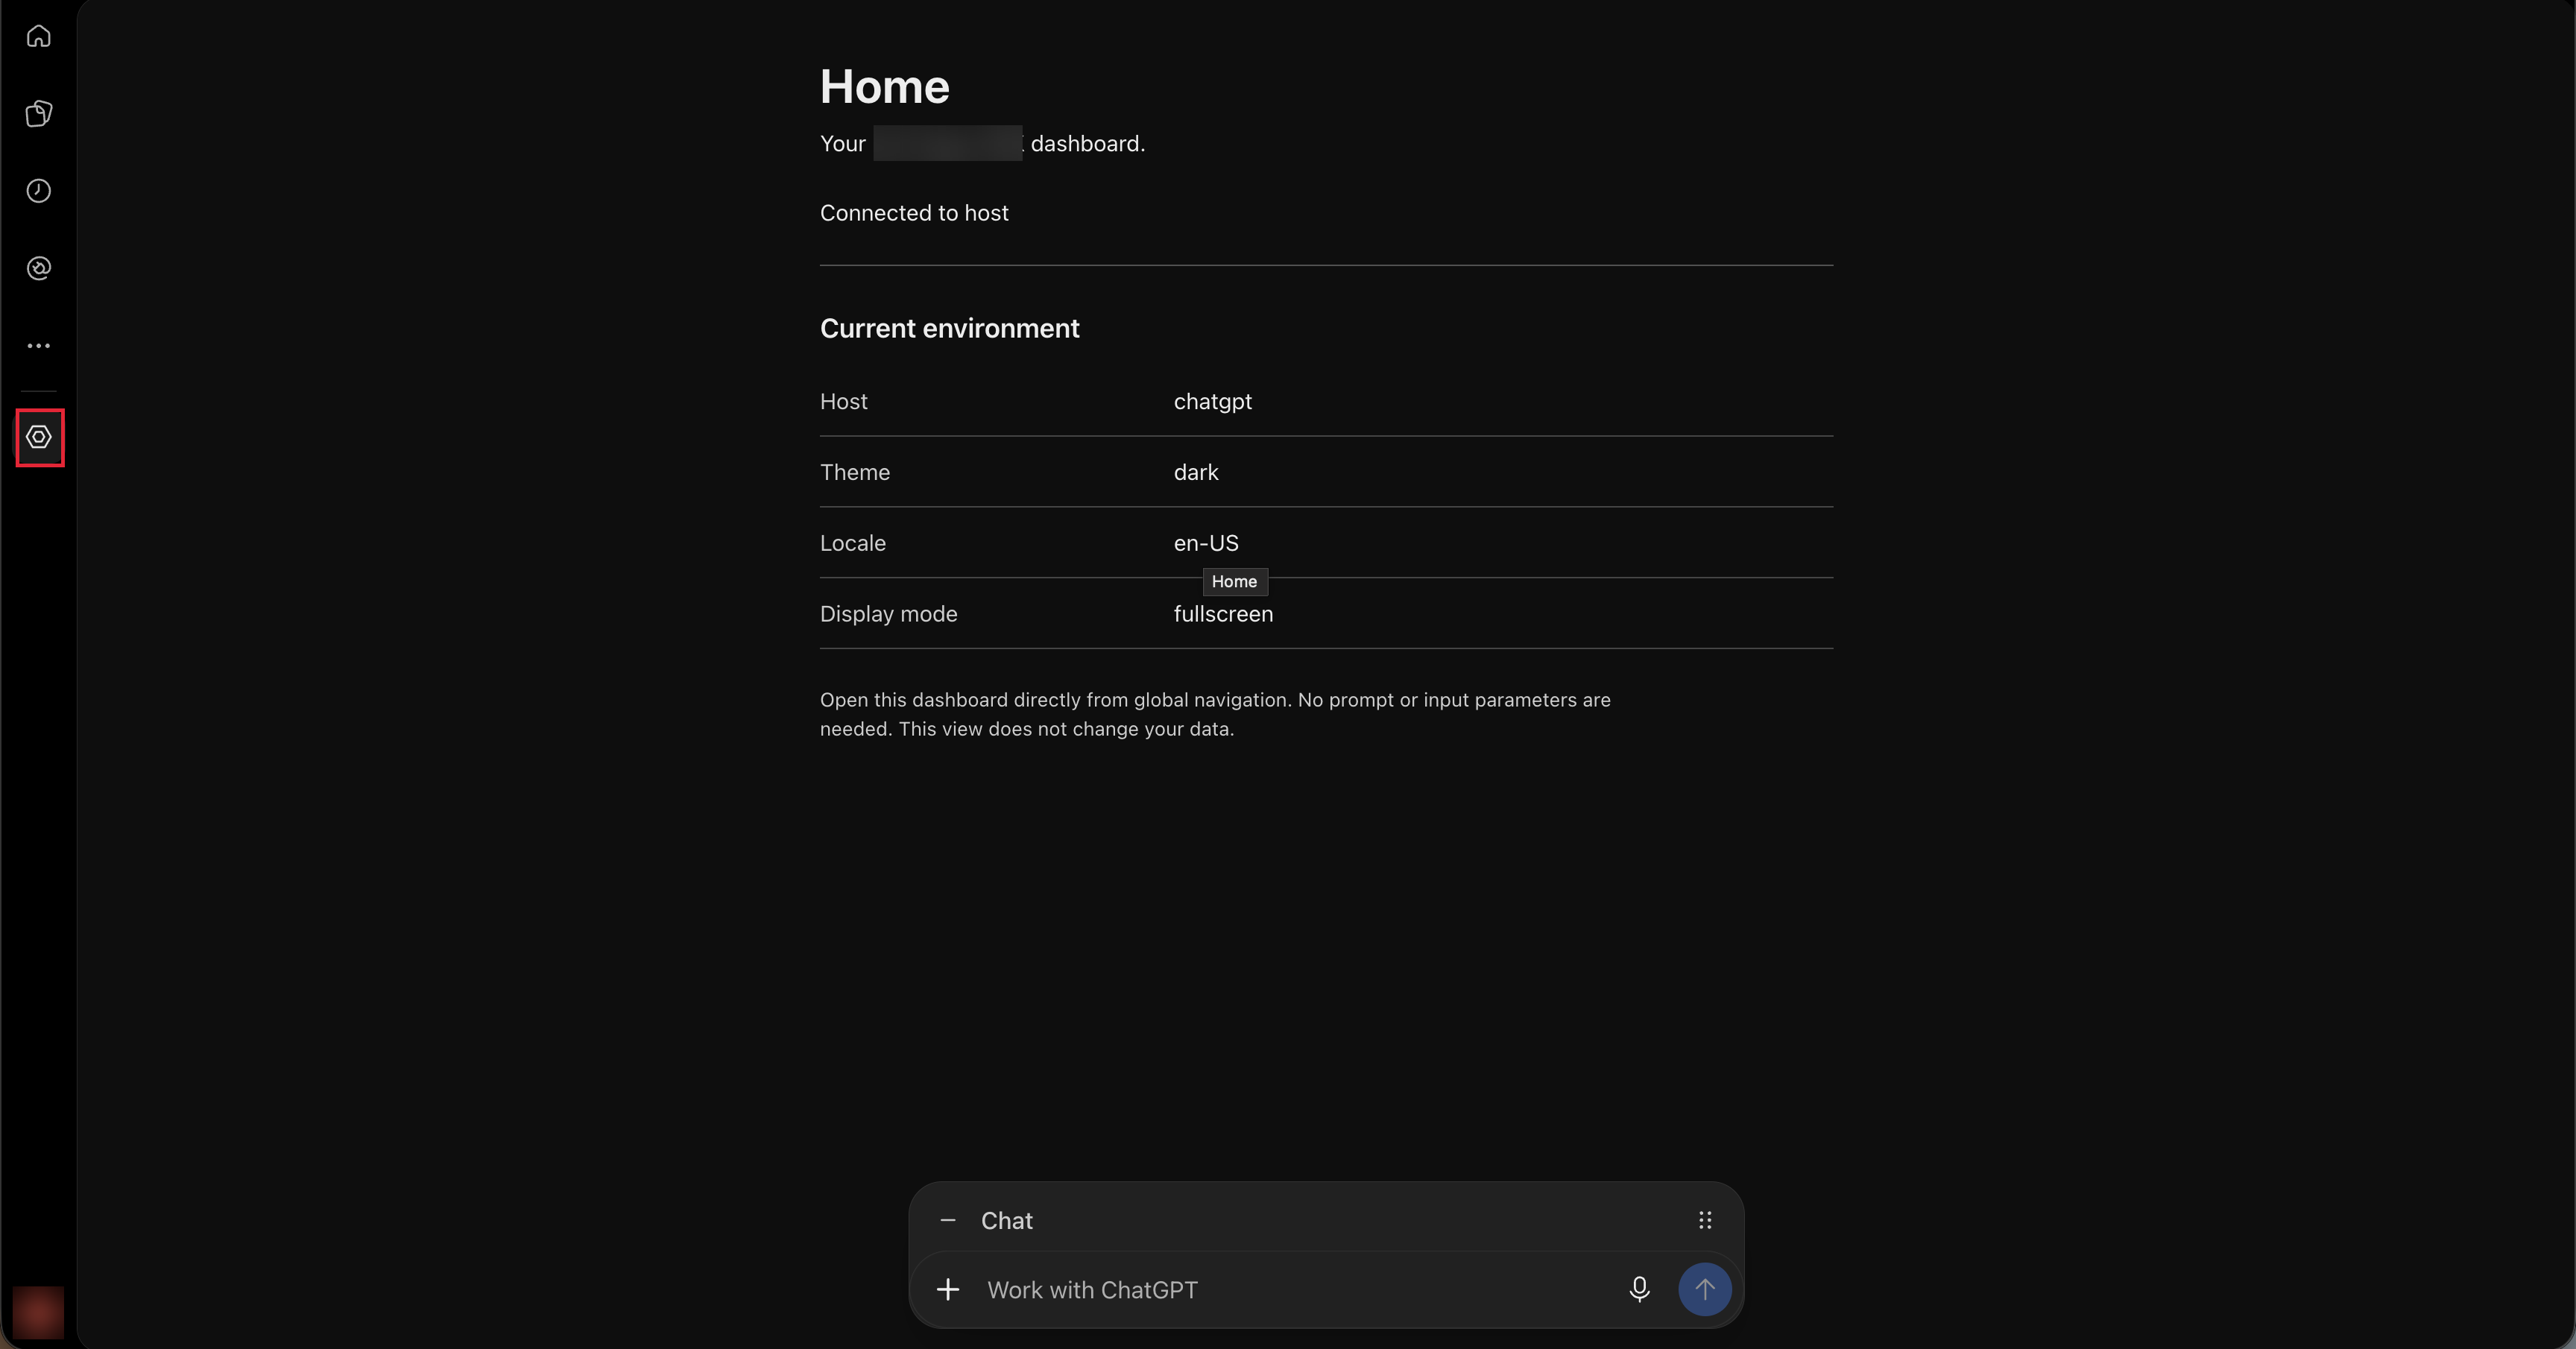 Home
Your dashboard.
Connected to host
Current environment
Host chatgpt
Theme dark
Locale en-US
Home
Display mode fullscreen
Open this dashboard directly from global navigation. No prompt or input parameters are
needed. This view does not change your data.
Chat
Work with ChatGPT